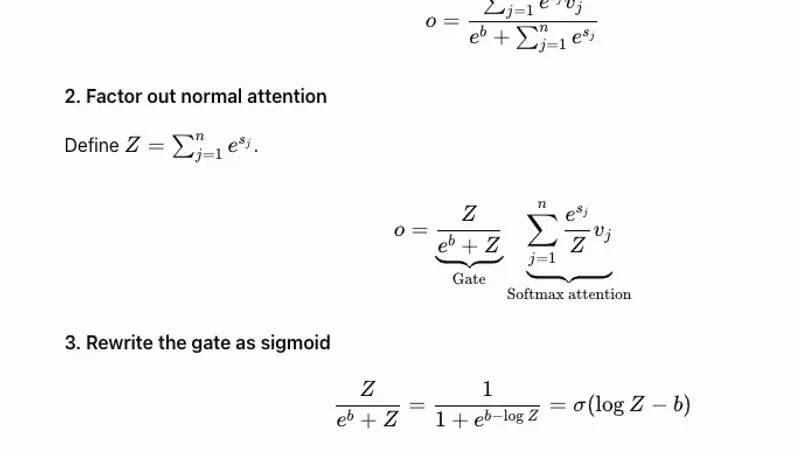 o = \frac{\sum_{j=1} e^{s_j} v_j}{e^b + \sum_{j=1}^{n} e^{s_j}}
2. Factor out normal attention
Define Z = \sum_{j=1}^{n} e^{s_j}.
o = \underbrace{\frac{Z}{e^b + Z}}_{\text{Gate}} \underbrace{\sum_{j=1}^{n} \frac{e^{s_j}}{Z} v_j}_{\text{Softmax attention}}
3. Rewrite the gate as sigmoid
\frac{Z}{e^b + Z} = \frac{1}{1 + e^{b - \log Z}} = \sigma(\log Z - b)